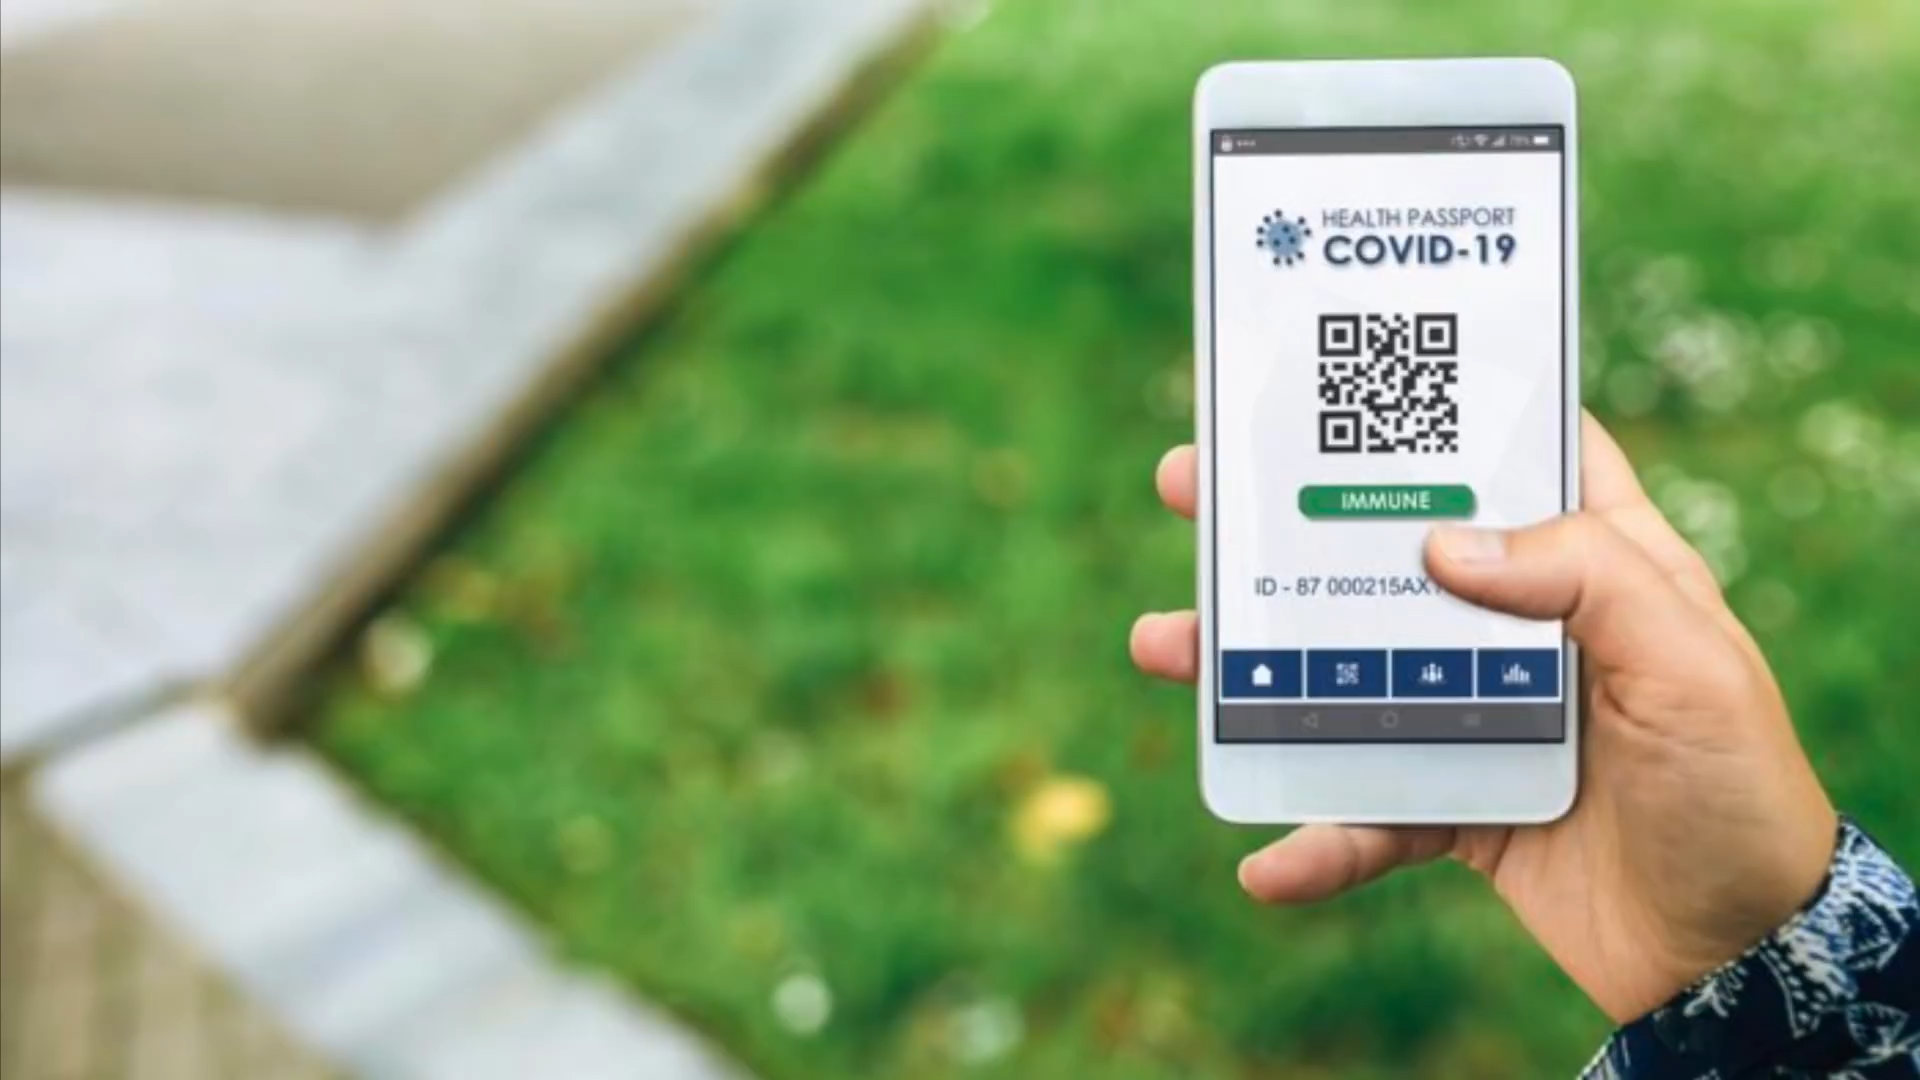 HEALTH PASSPORT
COVID-19
IMMUNE
ID - 87 000215AX